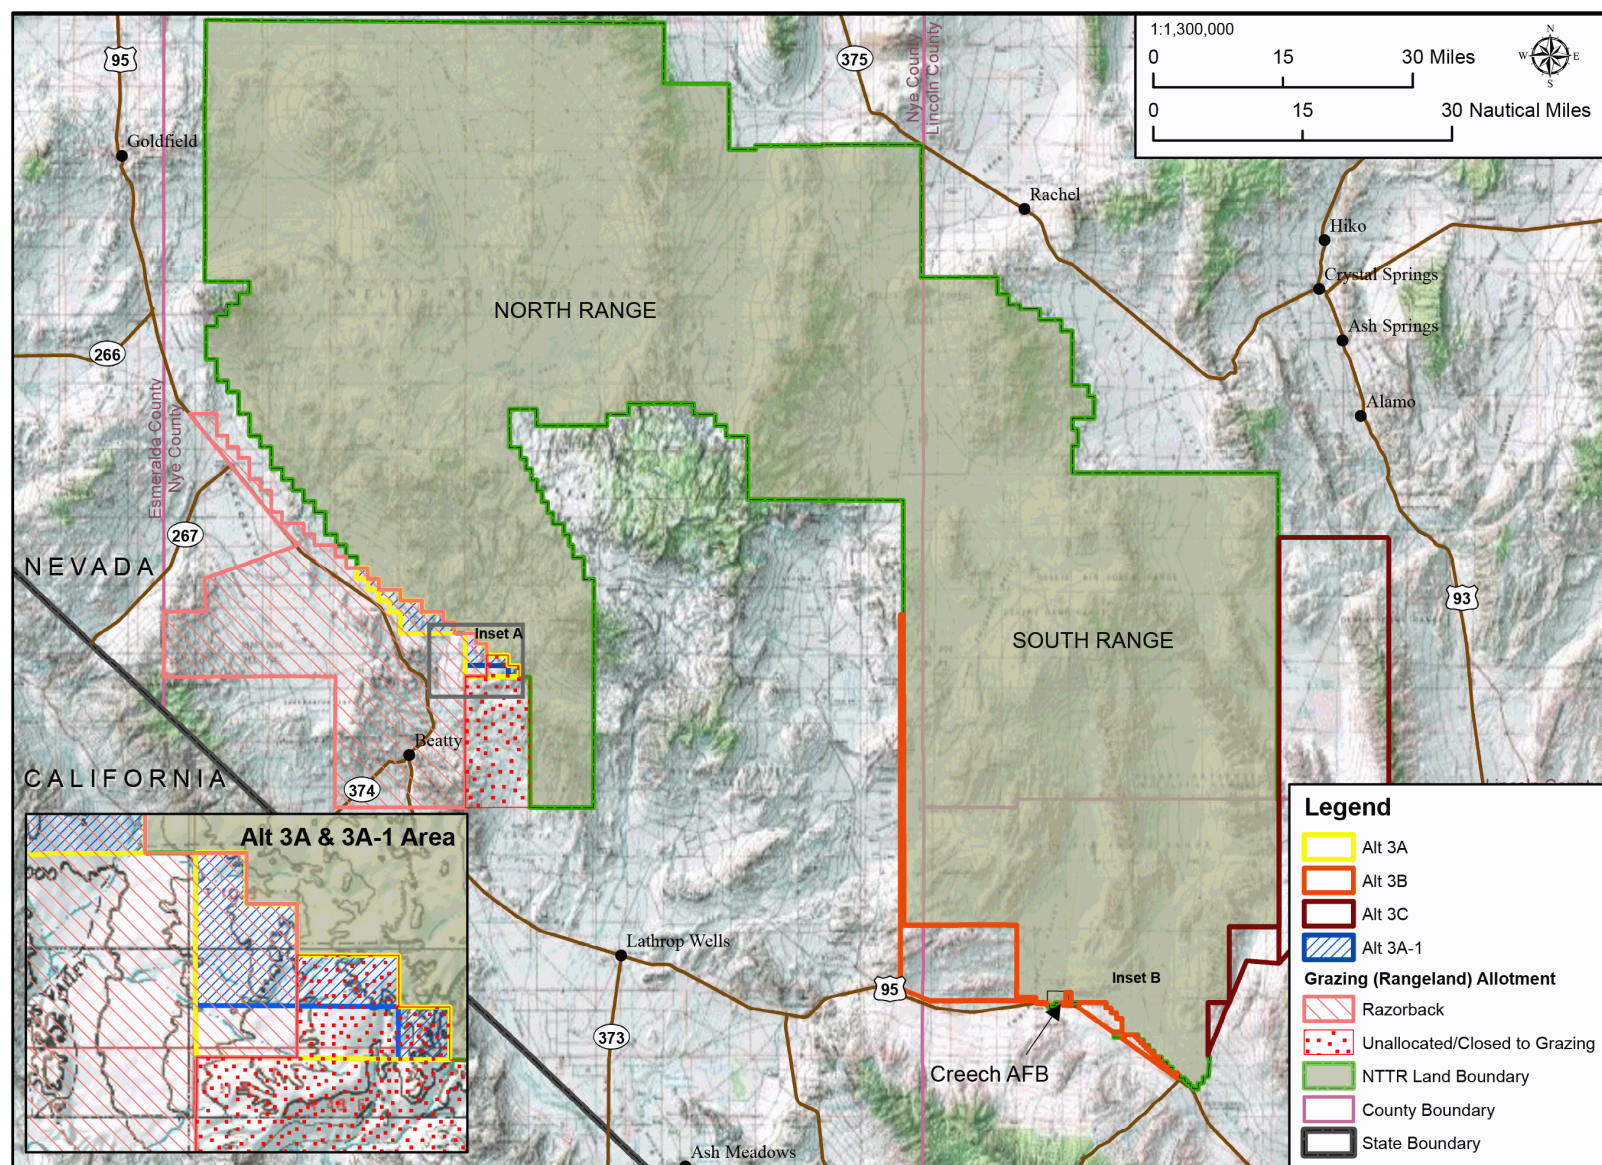 1:1,300,000
0 15 30 Miles
0 15 30 Nautical Miles
N
W E
S
95
375
Nye County
Lincoln County
Goldfield
Rachel
Hiko
Crystal Springs
Ash Springs
NORTH RANGE
266
Alamo
Esmeralda County
Nye County
267
NEVADA
93
Inset A
SOUTH RANGE
Beatty
CALIFORNIA
374
Alt 3A & 3A-1 Area
Lathrop Wells
95
Inset B
373
Creech AFB
Ash Meadows
Legend
Alt 3A
Alt 3B
Alt 3C
Alt 3A-1
Grazing (Rangeland) Allotment
Razorback
Unallocated/Closed to Grazing
NTTR Land Boundary
County Boundary
State Boundary